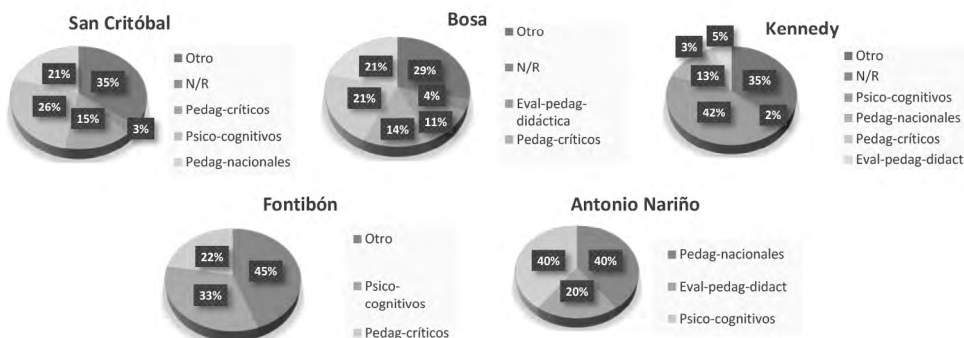 San Critóbal
35%
3%
15%
26%
21%
Otro
N/R
Pedag-críticos
Psico-cognitivos
Pedag-nacionales
Bosa
29%
4%
11%
14%
21%
21%
Otro
N/R
Eval-pedag-
didáctica
Pedag-críticos
Kennedy
35%
2%
42%
13%
3%
5%
Otro
N/R
Psico-cognitivos
Pedag-nacionales
Pedag-críticos
Eval-pedag-didact
Fontibón
45%
33%
22%
Otro
Psico-
cognitivos
Pedag-críticos
Antonio Nariño
40%
20%
40%
Pedag-nacionales
Eval-pedag-didact
Psico-cognitivos